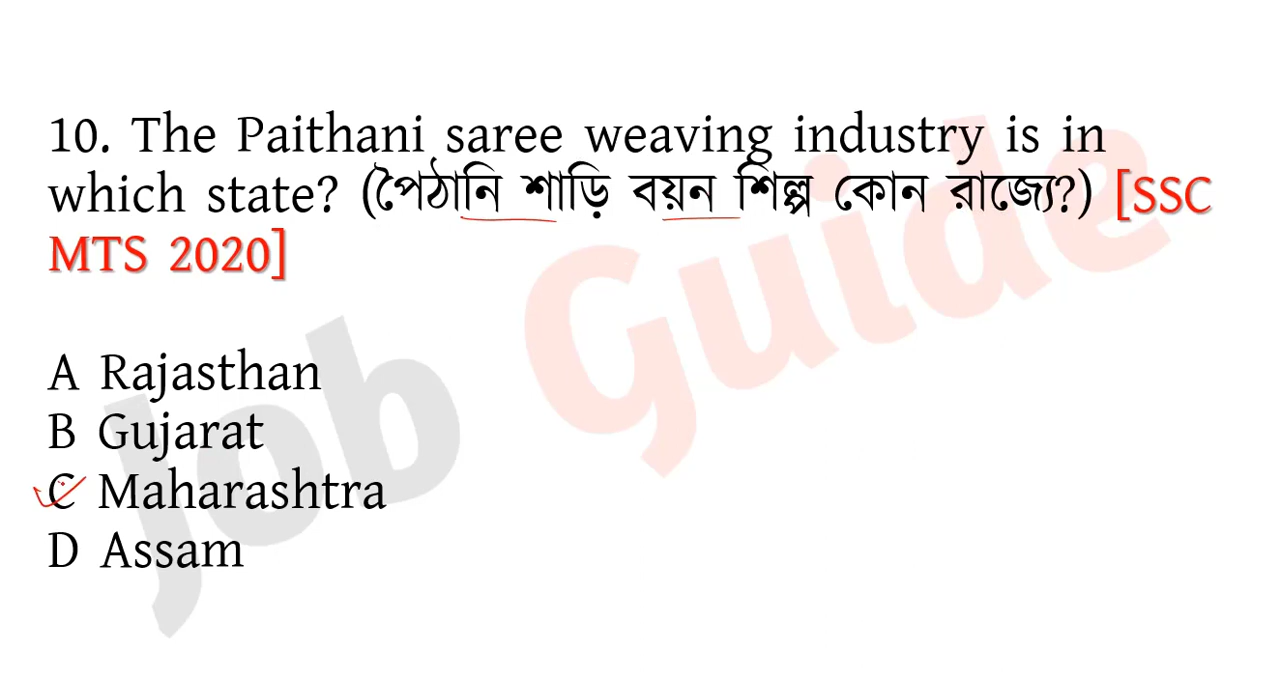 10. The Paithani saree weaving industry is in
which state? (পৈঠানি শাড়ি বয়ন শিল্প কোন রাজ্যে?) [SSC
MTS 2020]
A Rajasthan
B Gujarat
C Maharashtra
D Assam
Job Guide